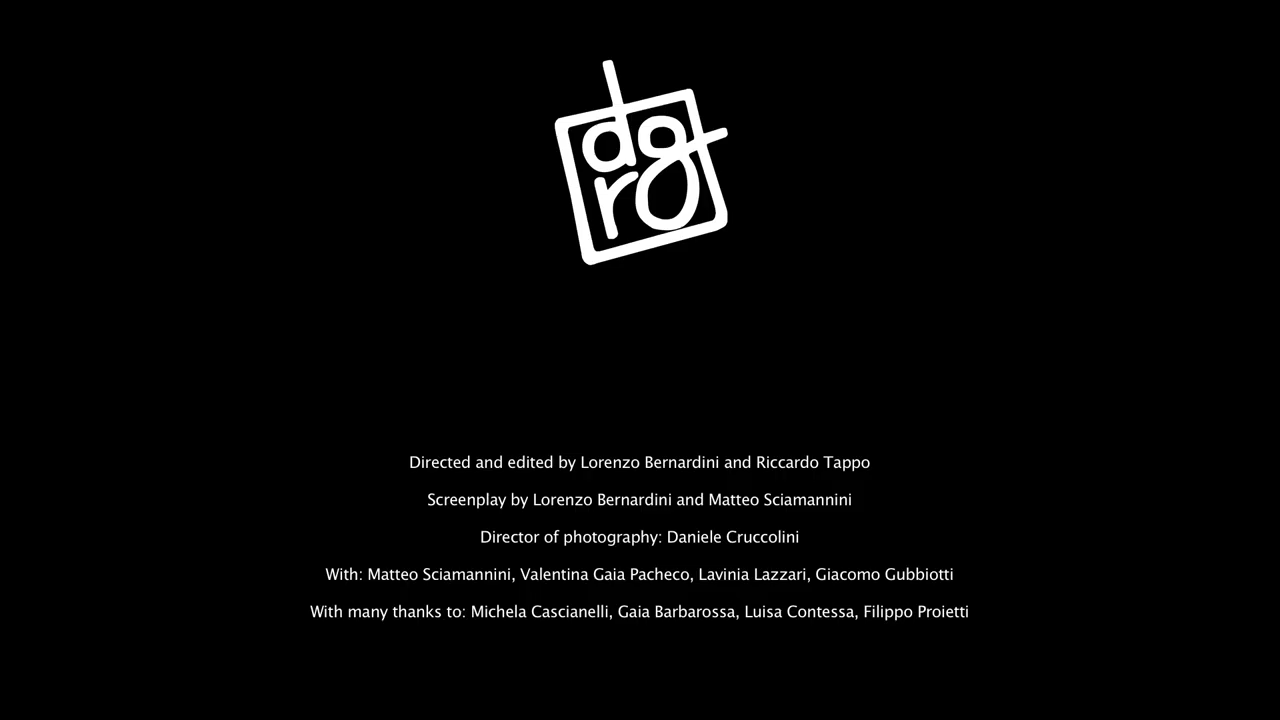 do
ro
Directed and edited by Lorenzo Bernardini and Riccardo Tappo
Screenplay by Lorenzo Bernardini and Matteo Sciamannini
Director of photography: Daniele Cruccolini
With: Matteo Sciamannini, Valentina Gaia Pacheco, Lavinia Lazzari, Giacomo Gubbiotti
With many thanks to: Michela Cascianelli, Gaia Barbarossa, Luisa Contessa, Filippo Proietti